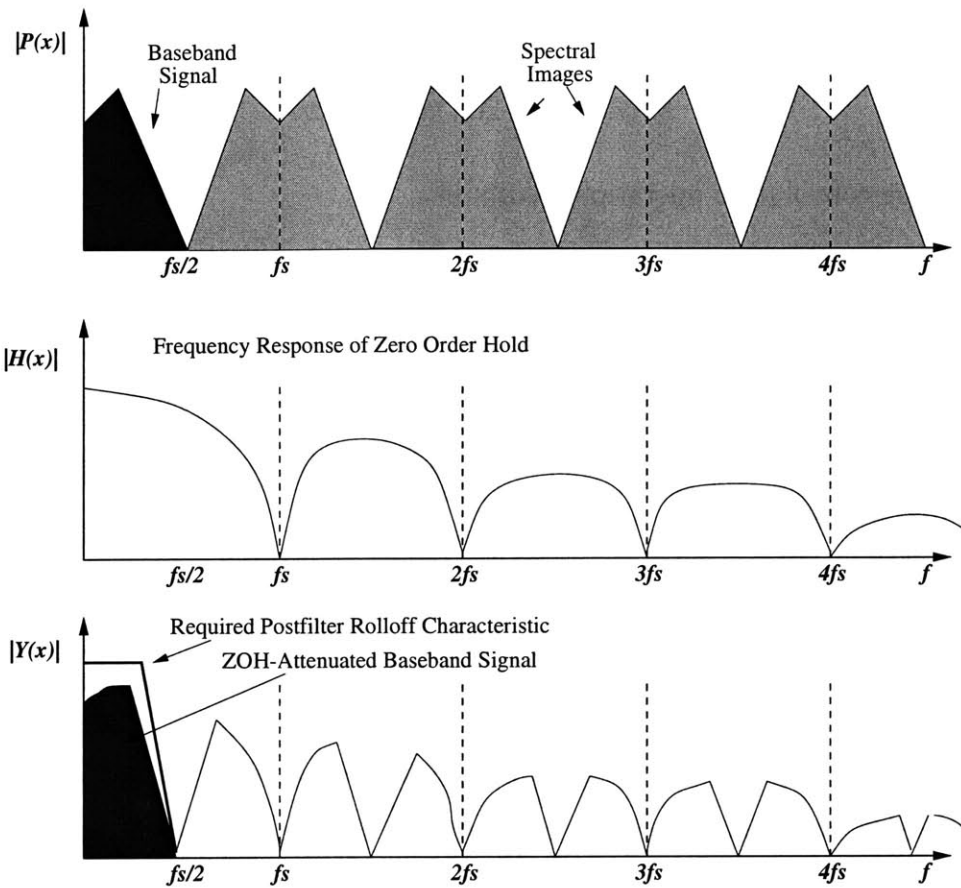 |P(x)|
Baseband
Signal
Spectral
Images
fs/2 fs 2fs 3fs 4fs f
|H(x)|
Frequency Response of Zero Order Hold
fs/2 fs 2fs 3fs 4fs f
|Y(x)|
Required Postfilter Rolloff Characteristic
ZOH-Attenuated Baseband Signal
fs/2 fs 2fs 3fs 4fs f